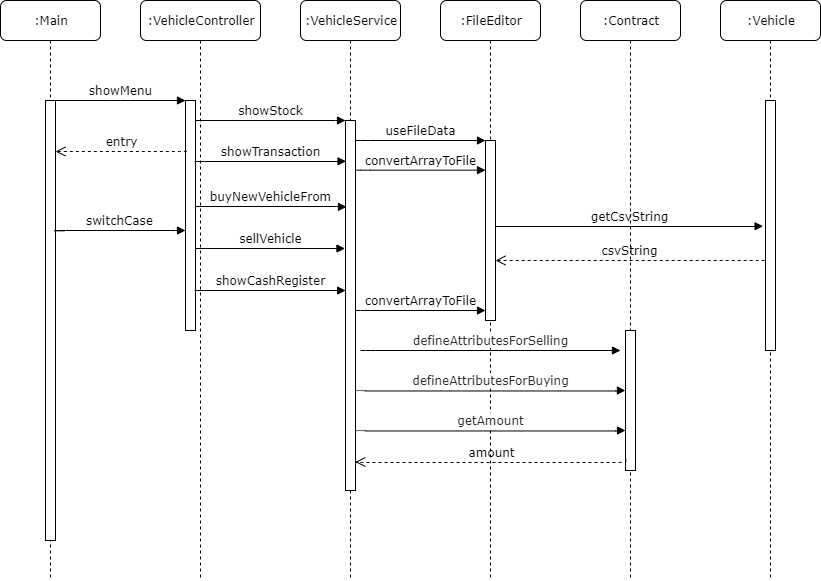 :Main
:VehicleController
:VehicleService
:FileEditor
:Contract
:Vehicle
showMenu
showStock
useFileData
entry
showTransaction
convertArrayToFile
buyNewVehicleFrom
getCsvString
switchCase
sellVehicle
csvString
showCashRegister
convertArrayToFile
defineAttributesForSelling
defineAttributesForBuying
getAmount
amount